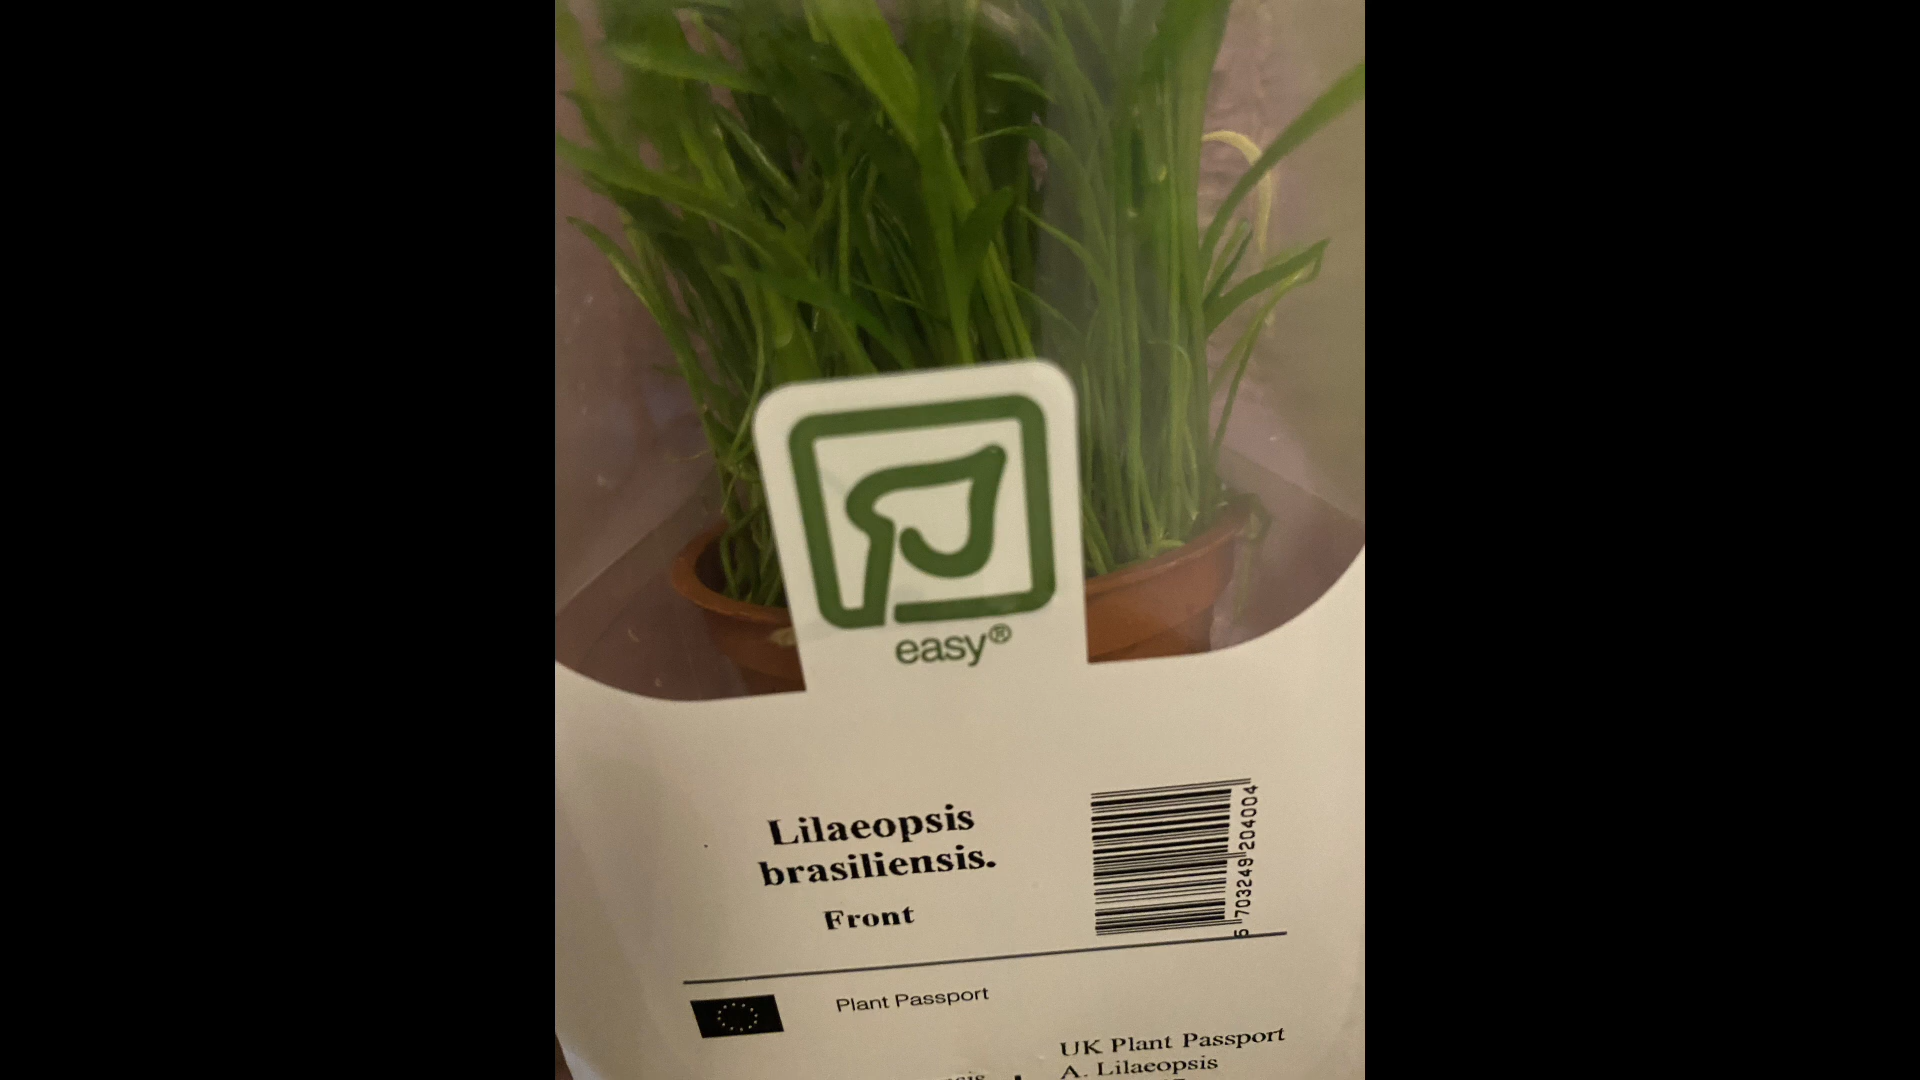 easy®
Lilaeopsis
brasiliensis.
Front
5 703249 204004
Plant Passport
UK Plant Passport
A. Lilaeopsis